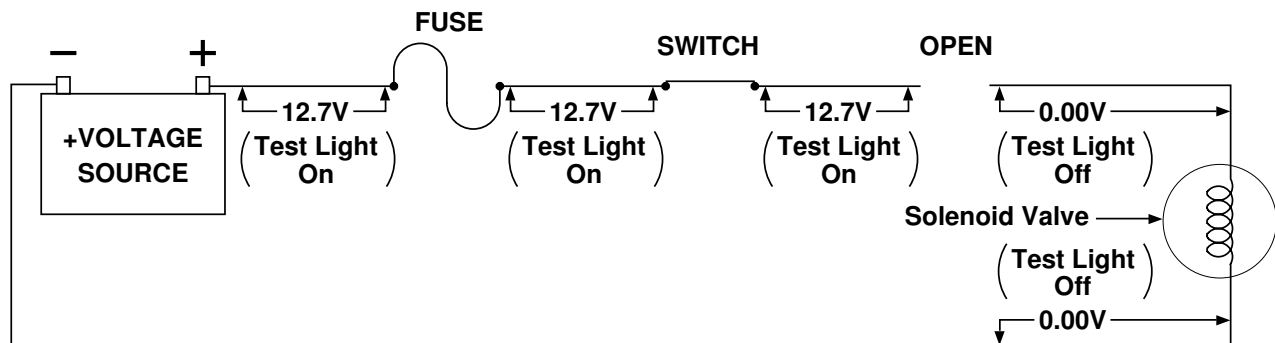 FUSE
− +
SWITCH
OPEN
12.7V
12.7V
12.7V
0.00V
+VOLTAGE
SOURCE
(Test Light
On)
(Test Light
On)
(Test Light
On)
(Test Light
Off)
Solenoid Valve
(Test Light
Off)
0.00V